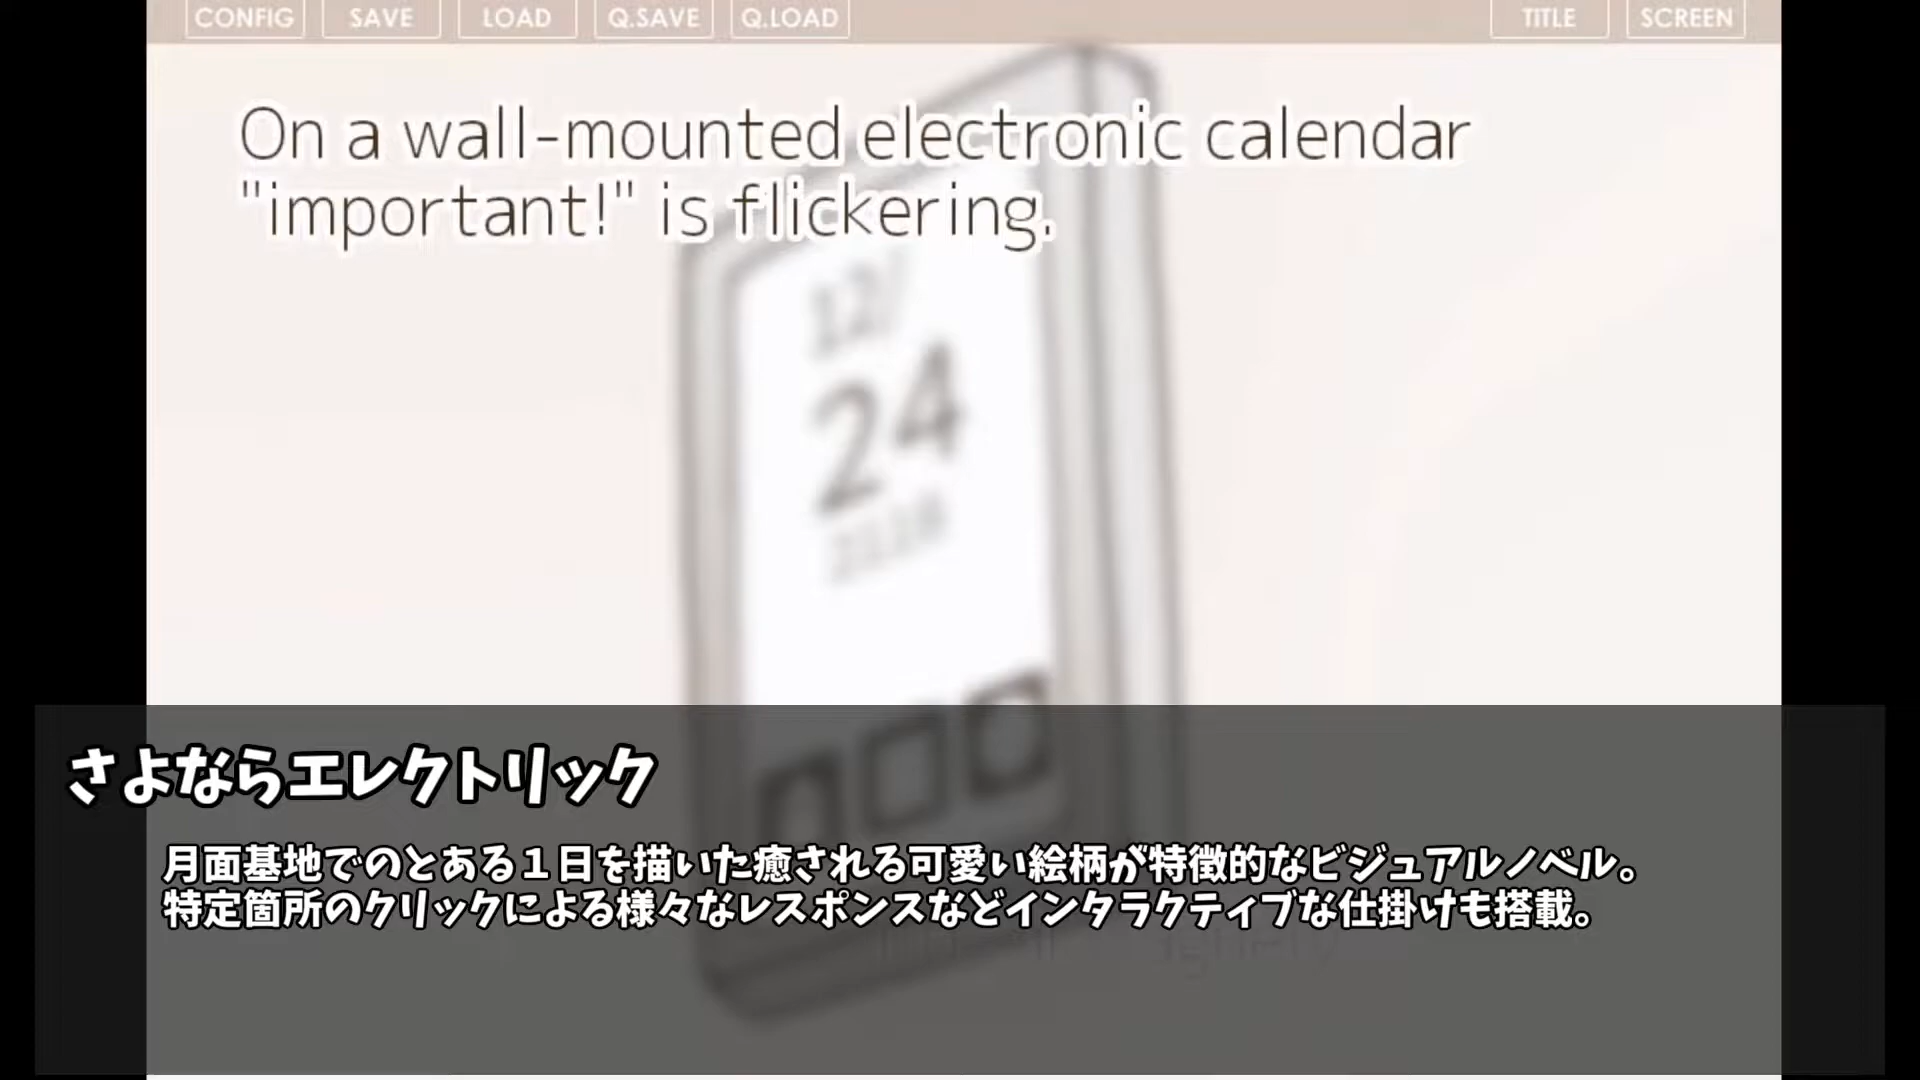 CONFIG SAVE LOAD Q.SAVE Q.LOAD TITLE SCREEN
On a wall-mounted electronic calendar
"important!" is flickering.
12/
24
さよならエレクトリック
月面基地でのとある１日を描いた癒される可愛い絵柄が特徴的なビジュアルノベル。
特定箇所のクリックによる様々なレスポンスなどインタラクティブな仕掛けも搭載。